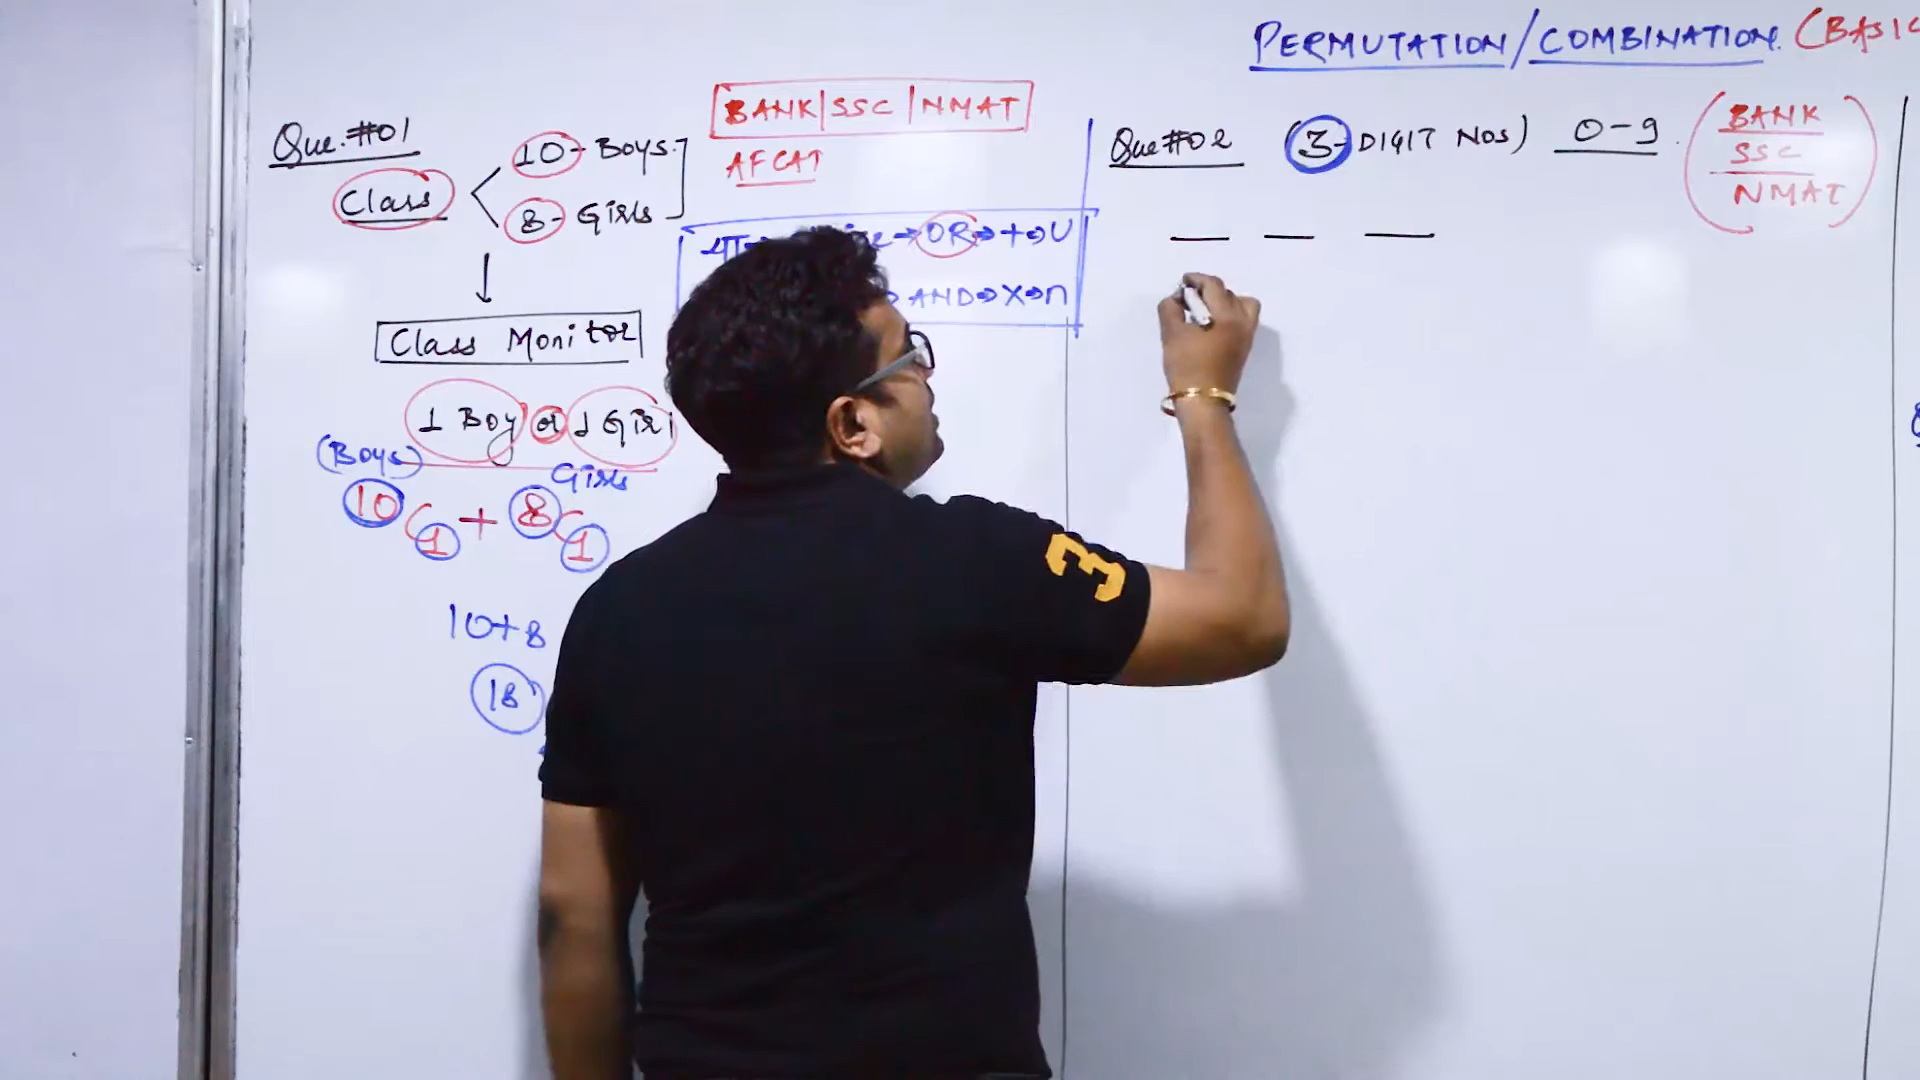 PERMUTATION/COMBINATION. (BASIC
Que.#01
Class
10- Boys.
8- Girls
BANK|SSC|NMAT
AFCAT
→OR→+→U
AND→X→∩
Class Monitor
1 Boy or 1 Girl
(Boys)
Girls
10C1 + 8C1
10+8
18
Que#02 (3-DIGIT NOS) 0-9.
BANK
SSC
NMAT
3